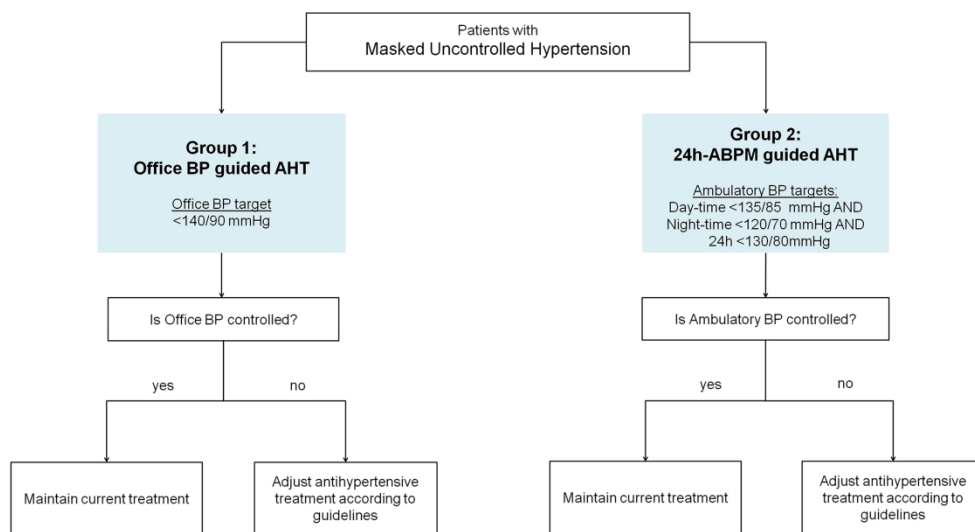 Patients with
Masked Uncontrolled Hypertension
Group 1:
Office BP guided AHT
Office BP target
<140/90 mmHg
Group 2:
24h-ABPM guided AHT
Ambulatory BP targets:
Day-time <135/85 mmHg AND
Night-time <120/70 mmHg AND
24h <130/80mmHg
Is Office BP controlled?
Is Ambulatory BP controlled?
yes
no
yes
no
Maintain current treatment
Adjust antihypertensive
treatment according to
guidelines
Maintain current treatment
Adjust antihypertensive
treatment according to
guidelines